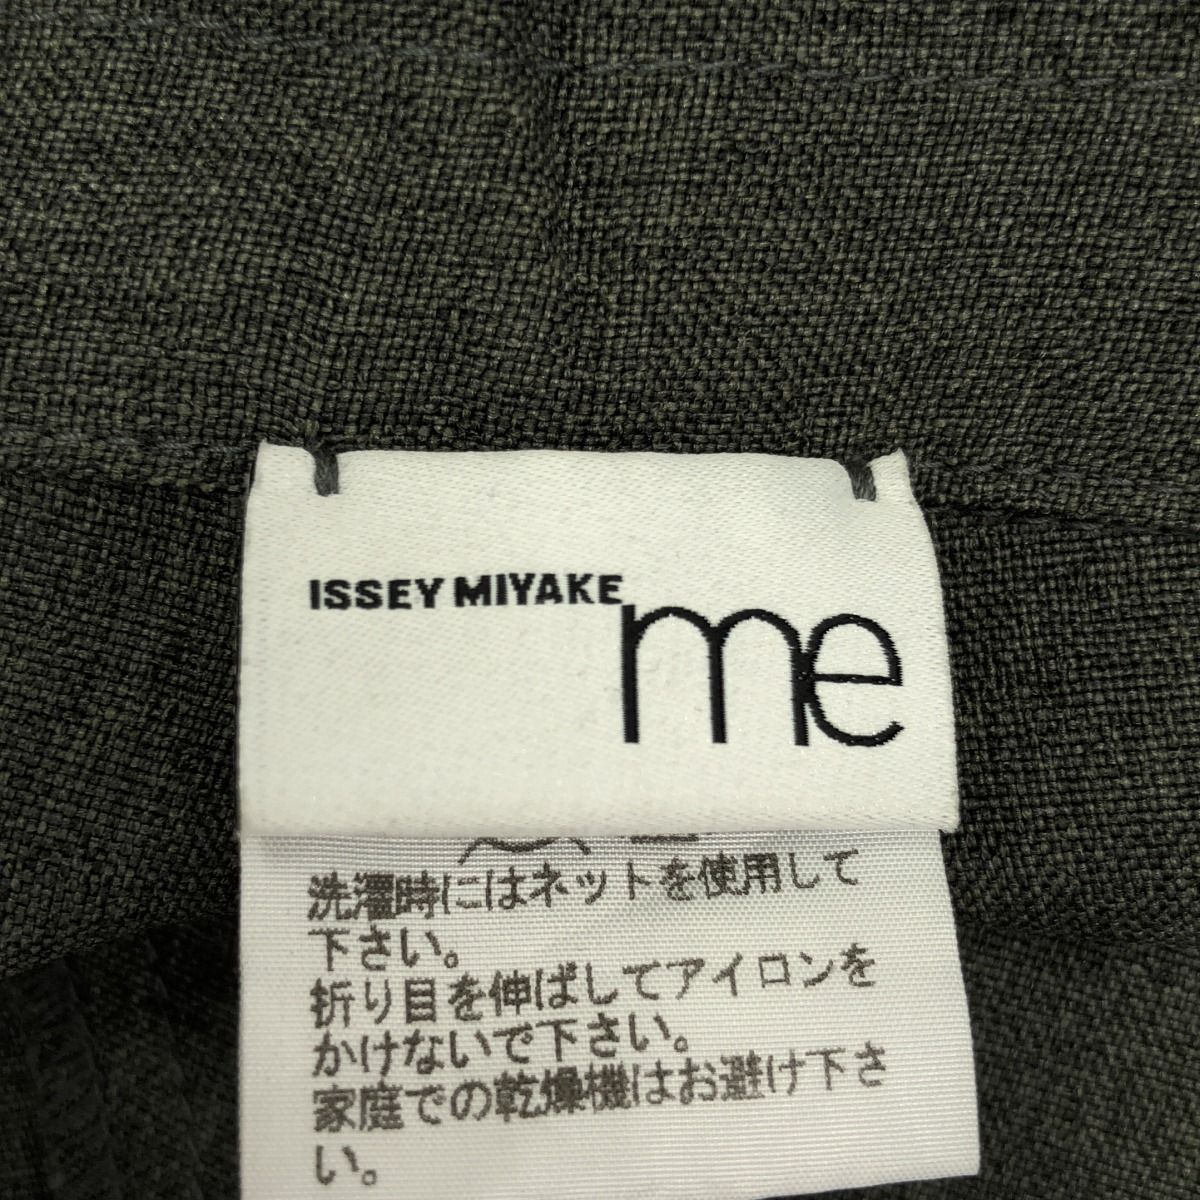 ISSEY MIYAKE
me
洗濯時にはネットを使用して
下さい。
折り目を伸ばしてアイロンを
かけないで下さい。
家庭での乾燥機はお避け下さ
い。